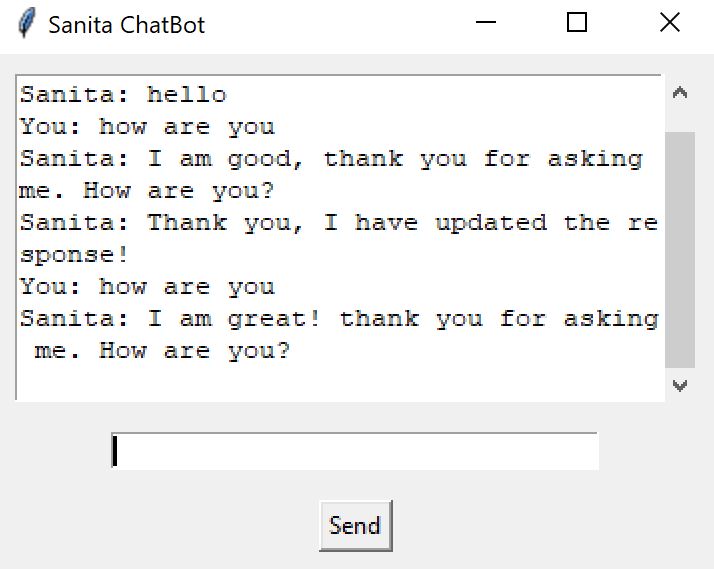 Sanita ChatBot
Sanita: hello
You: how are you
Sanita: I am good, thank you for asking
me. How are you?
Sanita: Thank you, I have updated the re
sponse!
You: how are you
Sanita: I am great! thank you for asking
me. How are you?
Send